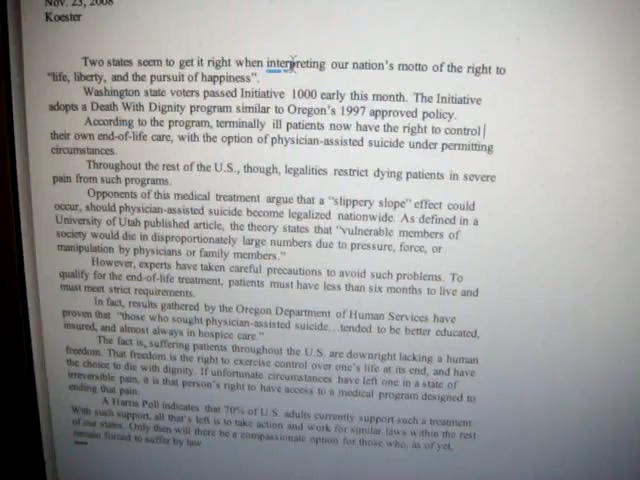 Nov. 23, 2008
Koester
Two states seem to get it right when interpreting our nation's motto of the right to
"life, liberty, and the pursuit of happiness".
Washington state voters passed Initiative 1000 early this month. The Initiative
adopts a Death With Dignity program similar to Oregon's 1997 approved policy.
According to the program, terminally ill patients now have the right to control
their own end-of-life care, with the option of physician-assisted suicide under permitting
circumstances.
Throughout the rest of the U.S., though, legalities restrict dying patients in severe
pain from such programs.
Opponents of this medical treatment argue that a "slippery slope" effect could
occur, should physician-assisted suicide become legalized nationwide. As defined in a
University of Utah published article, the theory states that "vulnerable members of
society would die in disproportionately large numbers due to pressure, force, or
manipulation by physicians or family members."
However, experts have taken careful precautions to avoid such problems. To
qualify for the end-of-life treatment, patients must have less than six months to live and
must meet strict requirements.
In fact, results gathered by the Oregon Department of Human Services have
proven that "those who sought physician-assisted suicide...tended to be better educated,
insured, and almost always in hospice care."
The fact is, suffering patients throughout the U.S. are downright lacking a human
freedom. That freedom is the right to exercise control over one's life at its end, and have
the choice to die with dignity. If unfortunate circumstances have left one in a state of
irreversible pain, it is that person's right to have access to a medical program designed to
ending that pain.
A Harris Poll indicates that 70% of U.S. adults currently support such a treatment.
With such support, all that's left is to take action and work for similar laws within the rest
of our states. Only then will there be a compassionate option for those who, as of yet,
remain forced to suffer by law